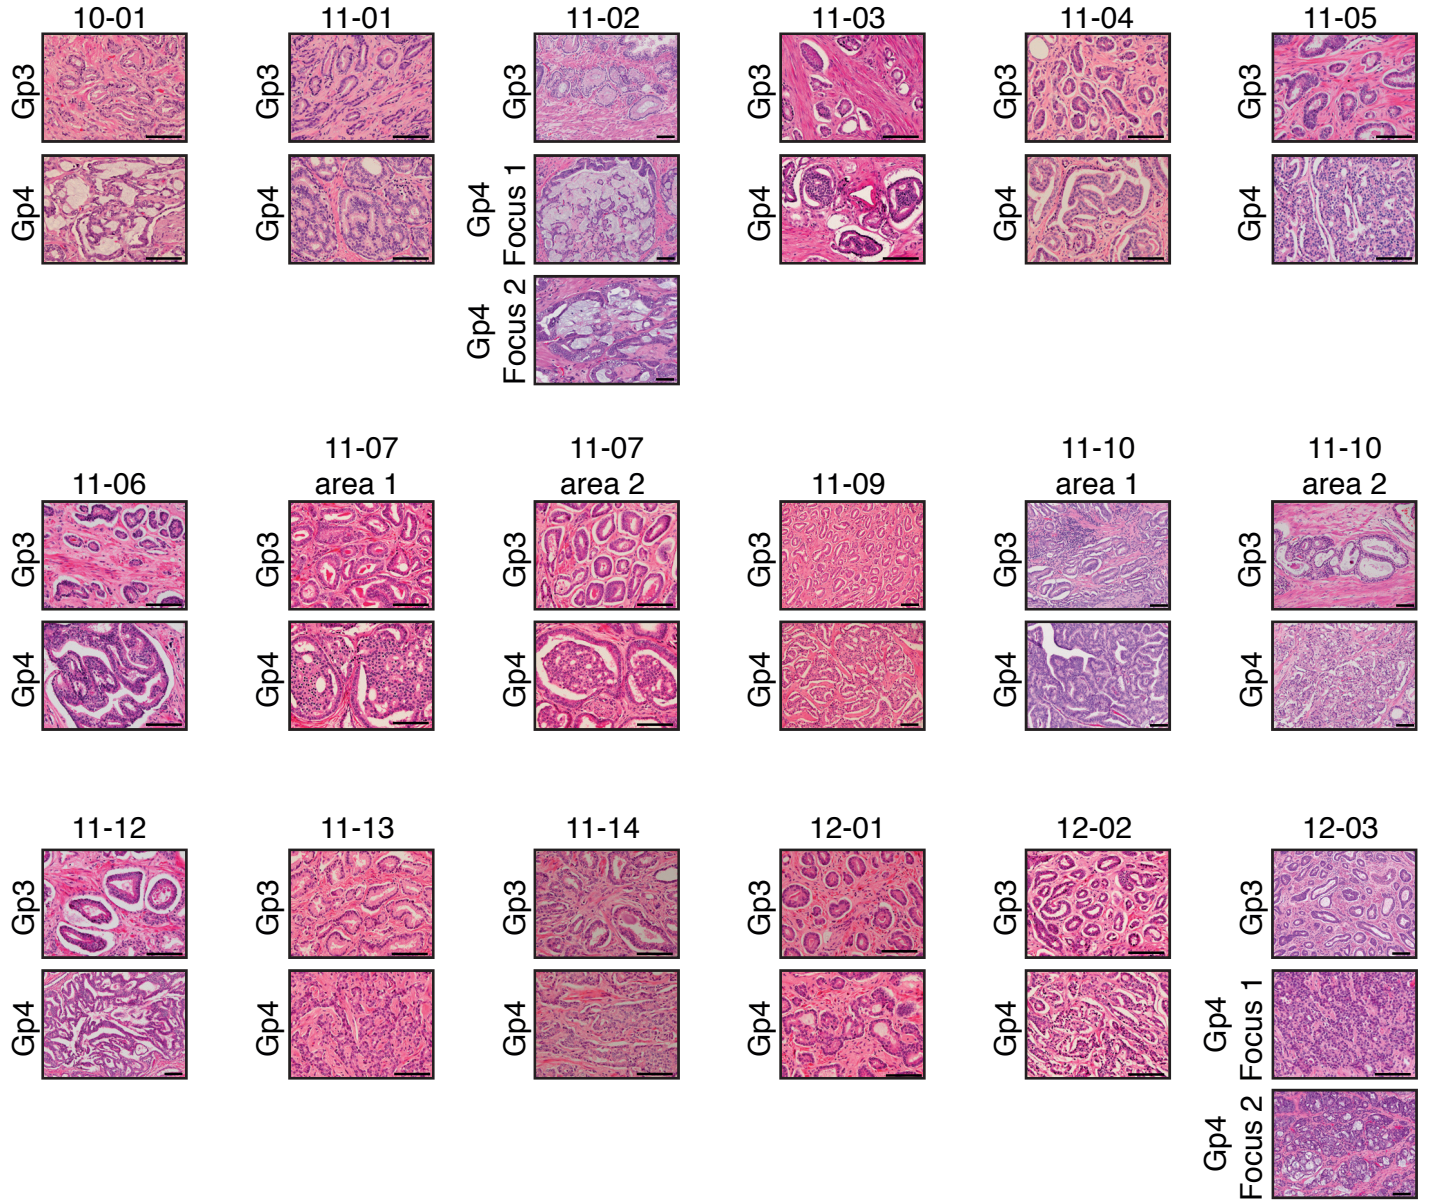 10-01
11-01
11-02
11-03
11-04
11-05
Gp3
Gp3
Gp3
Gp3
Gp3
Gp3
Gp4
Gp4
Gp4
Focus 1
Gp4
Gp4
Gp4
Gp4
Focus 2
11-06
11-07
area 1
11-07
area 2
11-09
11-10
area 1
11-10
area 2
Gp3
Gp3
Gp3
Gp3
Gp3
Gp3
Gp4
Gp4
Gp4
Gp4
Gp4
Gp4
11-12
11-13
11-14
12-01
12-02
12-03
Gp3
Gp3
Gp3
Gp3
Gp3
Gp3
Gp4
Gp4
Gp4
Gp4
Gp4
Gp4
Focus 1
Gp4
Focus 2